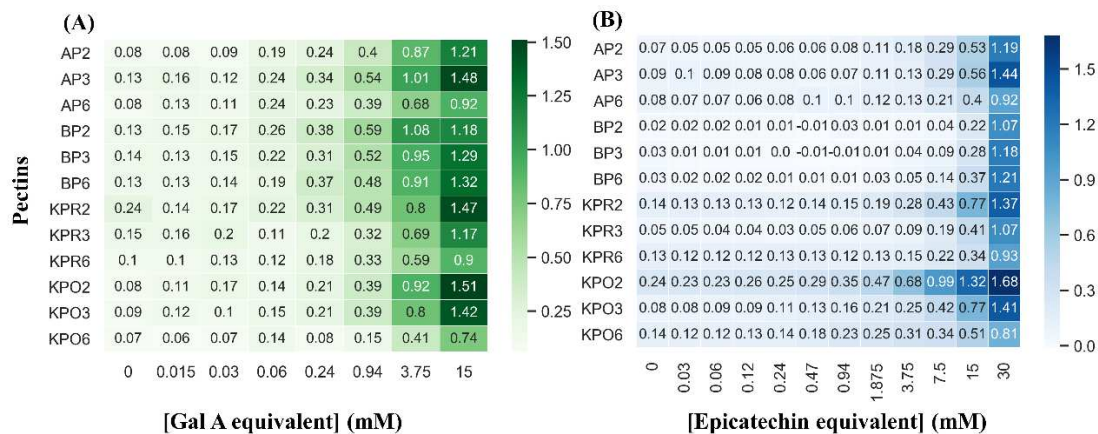 (A)
AP2 0.08 0.08 0.09 0.19 0.24 0.4 0.87 1.21
AP3 0.13 0.16 0.12 0.24 0.34 0.54 1.01 1.48
AP6 0.08 0.13 0.11 0.24 0.23 0.39 0.68 0.92
BP2 0.13 0.15 0.17 0.26 0.38 0.59 1.08 1.18
BP3 0.14 0.13 0.15 0.22 0.31 0.52 0.95 1.29
BP6 0.13 0.13 0.14 0.19 0.37 0.48 0.91 1.32
KPR2 0.24 0.14 0.17 0.22 0.31 0.49 0.8 1.47
KPR3 0.15 0.16 0.2 0.11 0.2 0.32 0.69 1.17
KPR6 0.1 0.1 0.13 0.12 0.18 0.33 0.59 0.9
KPO2 0.08 0.11 0.17 0.14 0.21 0.39 0.92 1.51
KPO3 0.09 0.12 0.1 0.15 0.21 0.39 0.8 1.42
KPO6 0.07 0.06 0.07 0.14 0.08 0.15 0.41 0.74
0 0.015 0.03 0.06 0.24 0.94 3.75 15
[Gal A equivalent] (mM)
Pectins
1.50
1.25
1.00
0.75
0.50
0.25
(B)
AP2 0.07 0.05 0.05 0.05 0.06 0.06 0.08 0.11 0.18 0.29 0.53 1.19
AP3 0.09 0.1 0.09 0.08 0.08 0.06 0.07 0.11 0.13 0.29 0.56 1.44
AP6 0.08 0.07 0.07 0.06 0.08 0.1 0.1 0.12 0.13 0.21 0.4 0.92
BP2 0.02 0.02 0.02 0.01 0.01 -0.01 0.03 0.01 0.01 0.04 0.22 1.07
BP3 0.03 0.01 0.01 0.01 0.0 -0.01 -0.01 0.01 0.04 0.09 0.28 1.18
BP6 0.03 0.02 0.02 0.02 0.01 0.01 0.01 0.03 0.05 0.14 0.37 1.21
KPR2 0.14 0.13 0.13 0.13 0.12 0.14 0.15 0.19 0.28 0.43 0.77 1.37
KPR3 0.05 0.05 0.04 0.04 0.03 0.05 0.06 0.07 0.09 0.19 0.41 1.07
KPR6 0.13 0.12 0.12 0.12 0.13 0.13 0.12 0.13 0.15 0.22 0.34 0.93
KPO2 0.24 0.23 0.23 0.26 0.25 0.29 0.35 0.47 0.68 0.99 1.32 1.68
KPO3 0.08 0.08 0.09 0.09 0.11 0.13 0.16 0.21 0.25 0.42 0.77 1.41
KPO6 0.14 0.12 0.12 0.13 0.14 0.18 0.23 0.25 0.31 0.34 0.51 0.81
0 0.03 0.06 0.12 0.24 0.47 0.94 1.875 3.75 7.5 15 30
[Epicatechin equivalent] (mM)
1.5
1.2
0.9
0.6
0.3
0.0